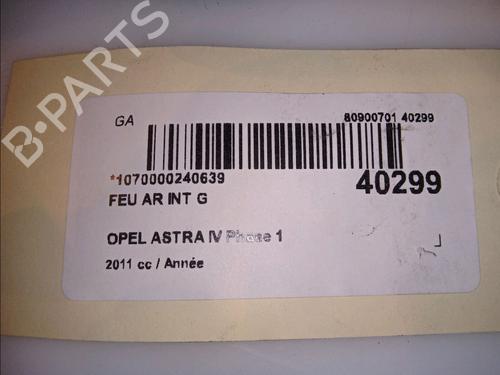 GA
80900701 40299
*1070000240639
40299
FEU AR INT G
OPEL ASTRA IV Phase 1
2011 cc / Année
B-PARTS